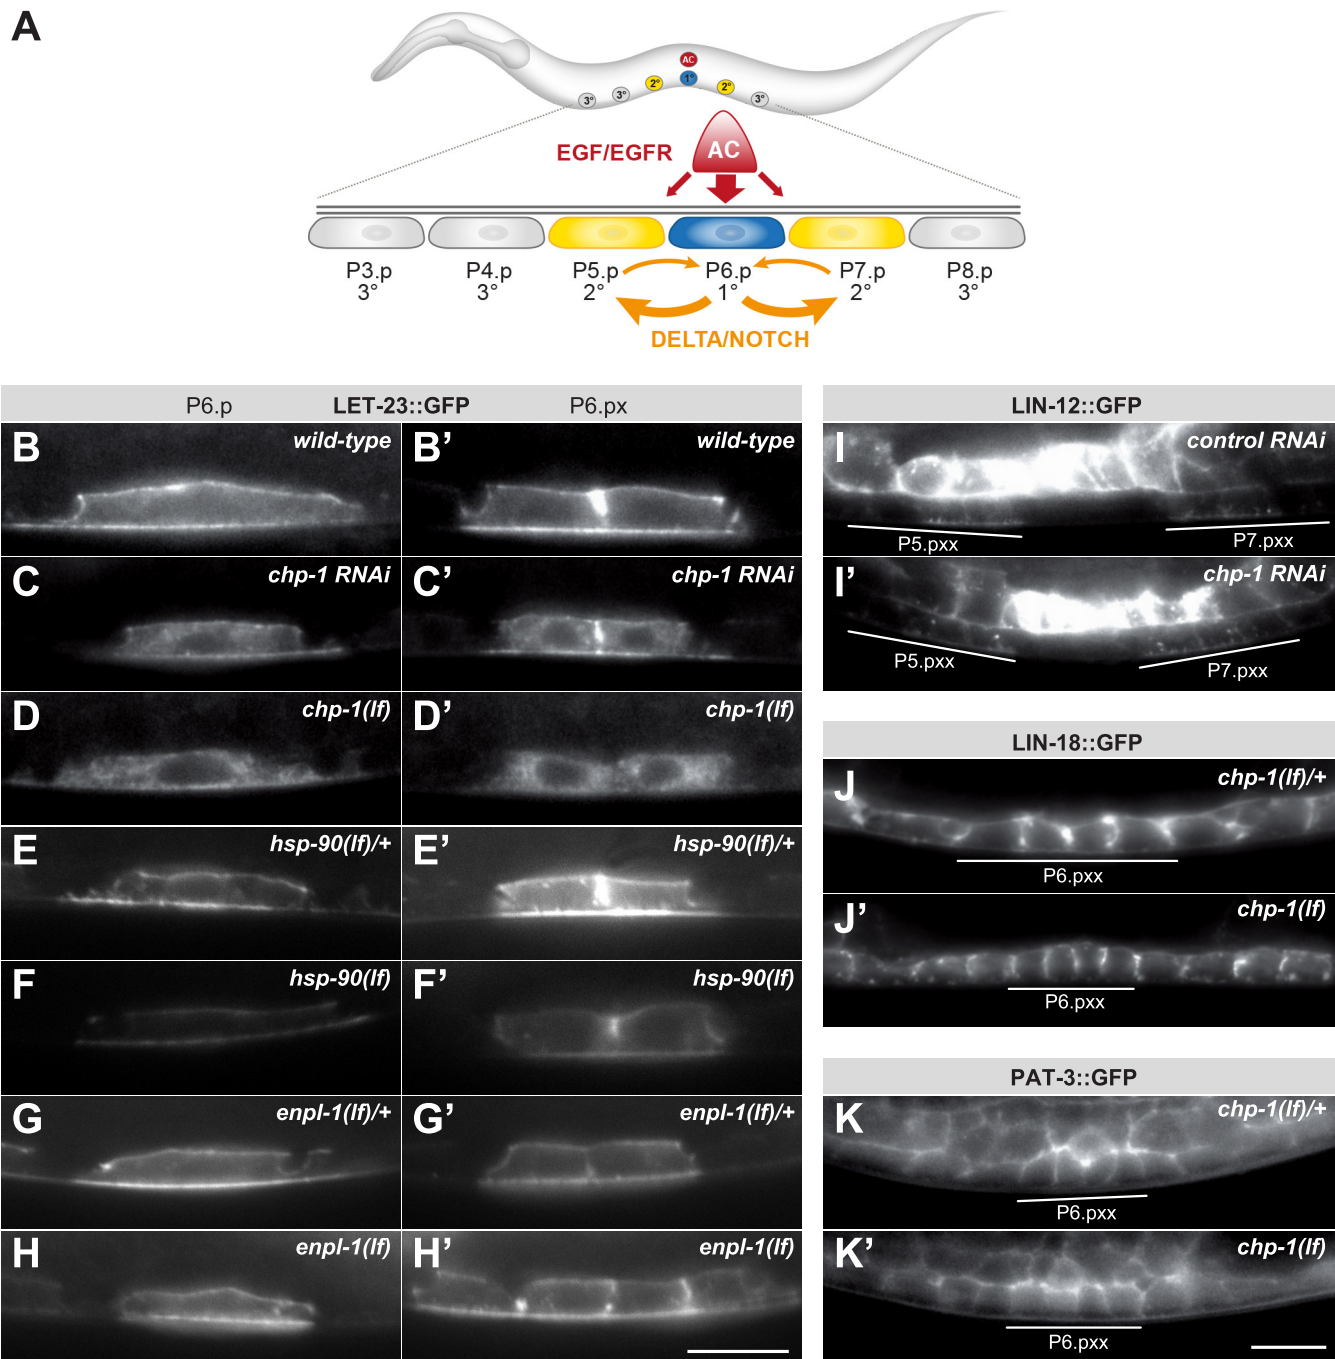 A
AC
1°
2°
2°
3°
3°
3°
EGF/EGFR
AC
P3.p
P4.p
P5.p
P6.p
P7.p
P8.p
3°
3°
2°
1°
2°
3°
DELTA/NOTCH
P6.p LET-23::GFP P6.px
B wild-type
B’ wild-type
C chp-1 RNAi
C’ chp-1 RNAi
D chp-1(lf)
D’ chp-1(lf)
E hsp-90(lf)/+
E’ hsp-90(lf)/+
F hsp-90(lf)
F’ hsp-90(lf)
G enpl-1(lf)/+
G’ enpl-1(lf)/+
H enpl-1(lf)
H’ enpl-1(lf)
LIN-12::GFP
I control RNAi
P5.pxx P7.pxx
I’ chp-1 RNAi
P5.pxx P7.pxx
LIN-18::GFP
J chp-1(lf)/+
P6.pxx
J’ chp-1(lf)
P6.pxx
PAT-3::GFP
K chp-1(lf)/+
P6.pxx
K’ chp-1(lf)
P6.pxx